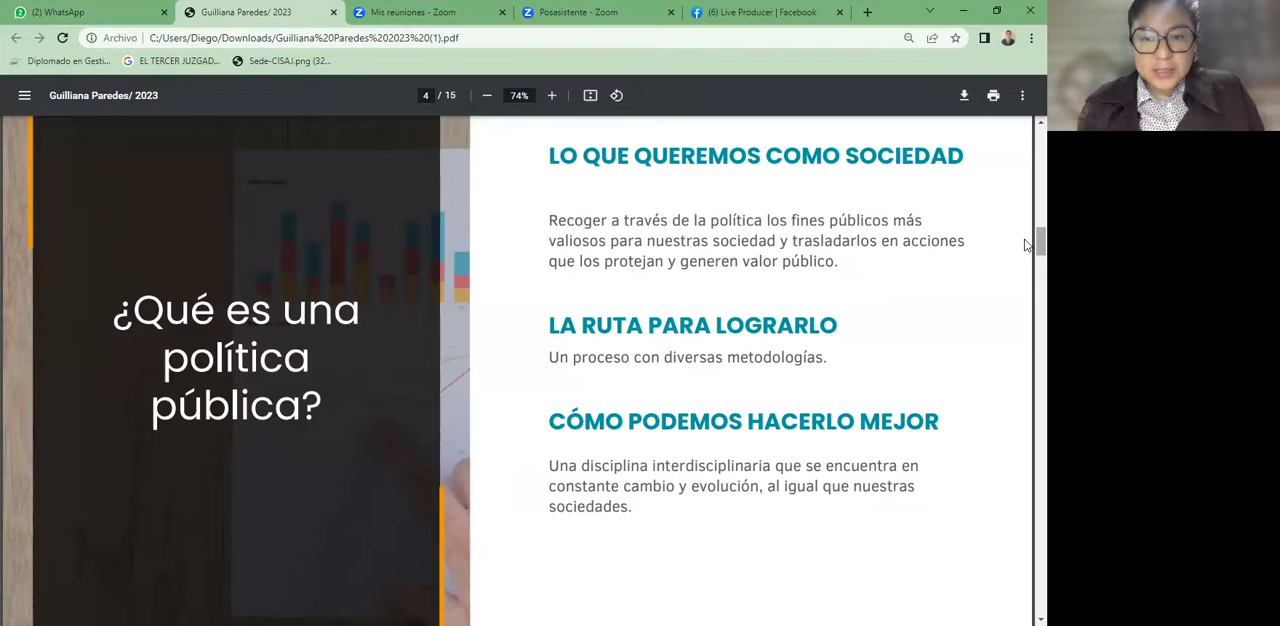 (2) WhatsApp
Guilliana Paredes/ 2023
Mis reuniones - Zoom
Posasistente - Zoom
(6) Live Producer | Facebook
Archivo
C:/Users/Diego/Downloads/Guilliana%20Paredes%202023%20(1).pdf
Diplomado en Gesti...
EL TERCER JUZGAD...
Sede-CISAJ.png (32...
Guilliana Paredes/ 2023
4 / 15
74%
¿Qué es una
política
pública?
LO QUE QUEREMOS COMO SOCIEDAD
Recoger a través de la política los fines públicos más
valiosos para nuestras sociedad y trasladarlos en acciones
que los protejan y generen valor público.
LA RUTA PARA LOGRARLO
Un proceso con diversas metodologías.
CÓMO PODEMOS HACERLO MEJOR
Una disciplina interdisciplinaria que se encuentra en
constante cambio y evolución, al igual que nuestras
sociedades.